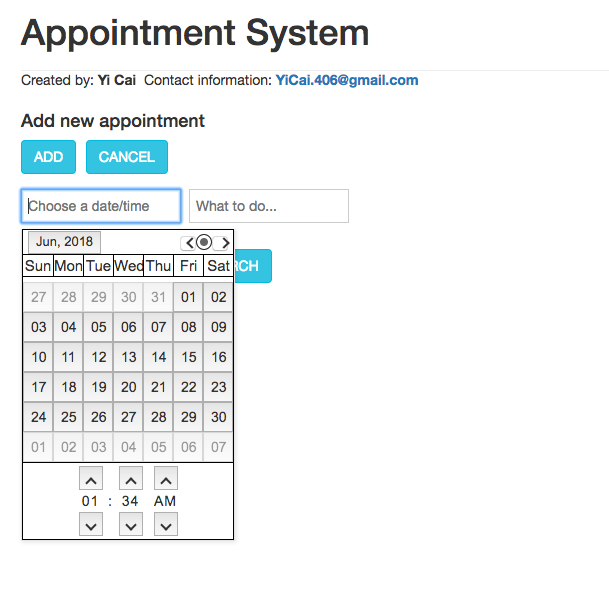 Appointment System
Created by: Yi Cai Contact information: YiCai.406@gmail.com
Add new appointment
ADD CANCEL
Choose a date/time What to do...
Jun, 2018
Sun Mon Tue Wed Thu Fri Sat
27 28 29 30 31 01 02
03 04 05 06 07 08 09
10 11 12 13 14 15 16
17 18 19 20 21 22 23
24 25 26 27 28 29 30
01 02 03 04 05 06 07
01 : 34 AM